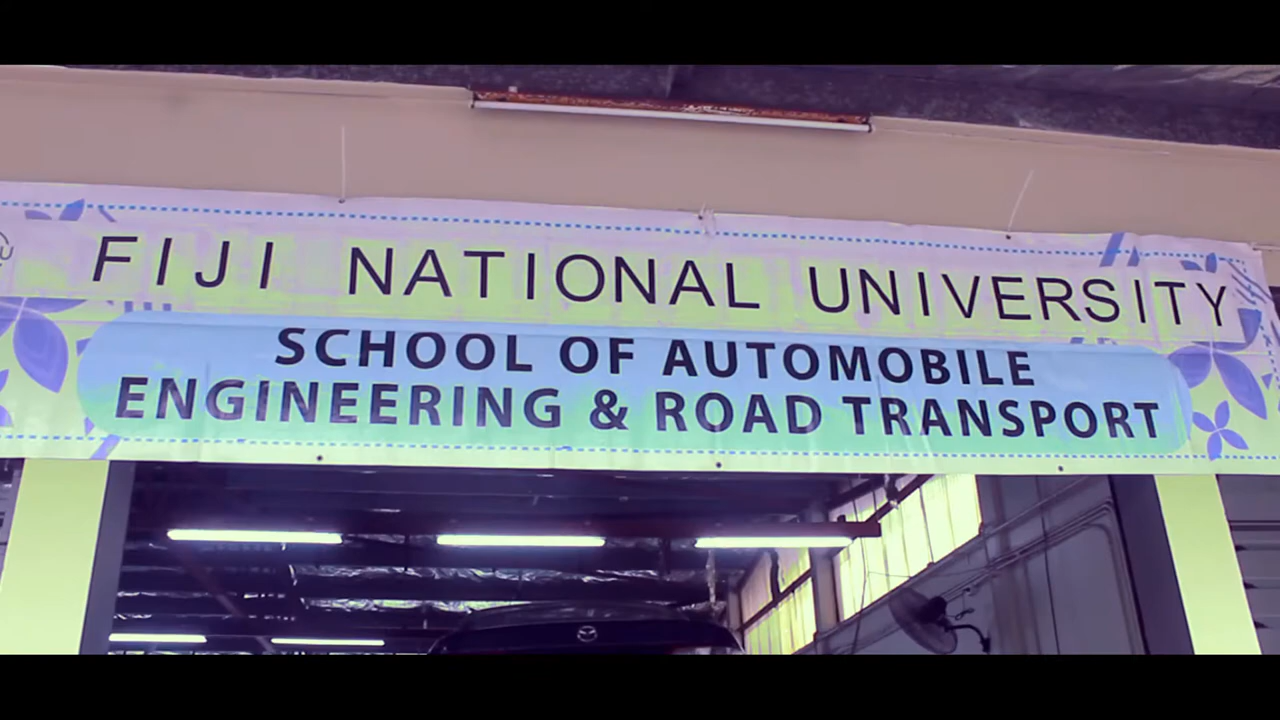 FIJI NATIONAL UNIVERSITY
SCHOOL OF AUTOMOBILE
ENGINEERING & ROAD TRANSPORT